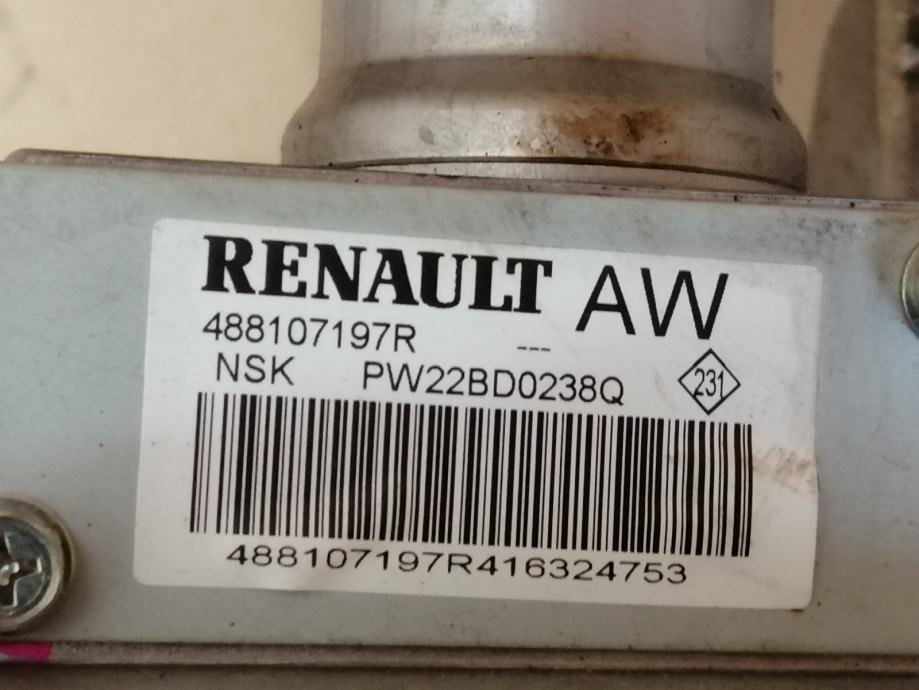 RENAULT AW
488107197R ---
NSK PW22BD0238Q 231
488107197R416324753